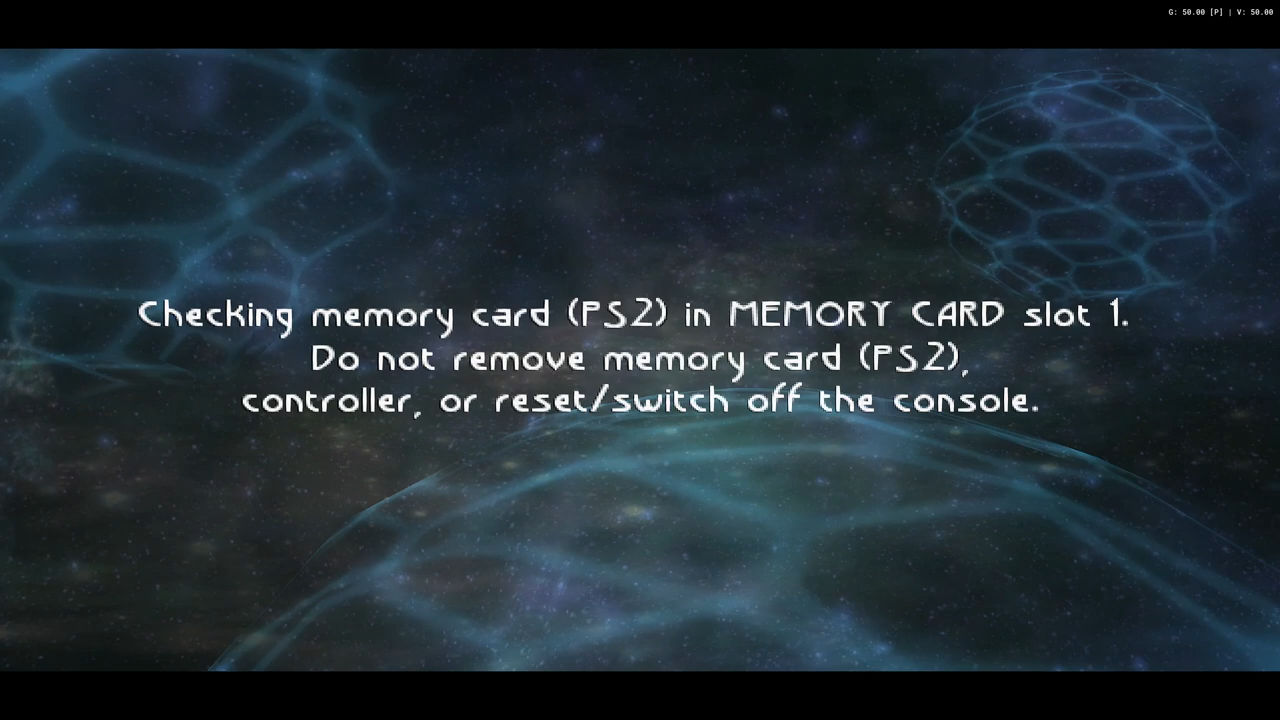 G: 50.00 [P] | V: 50.00
Checking memory card (PS2) in MEMORY CARD slot 1.
Do not remove memory card (PS2),
controller, or reset/switch off the console.